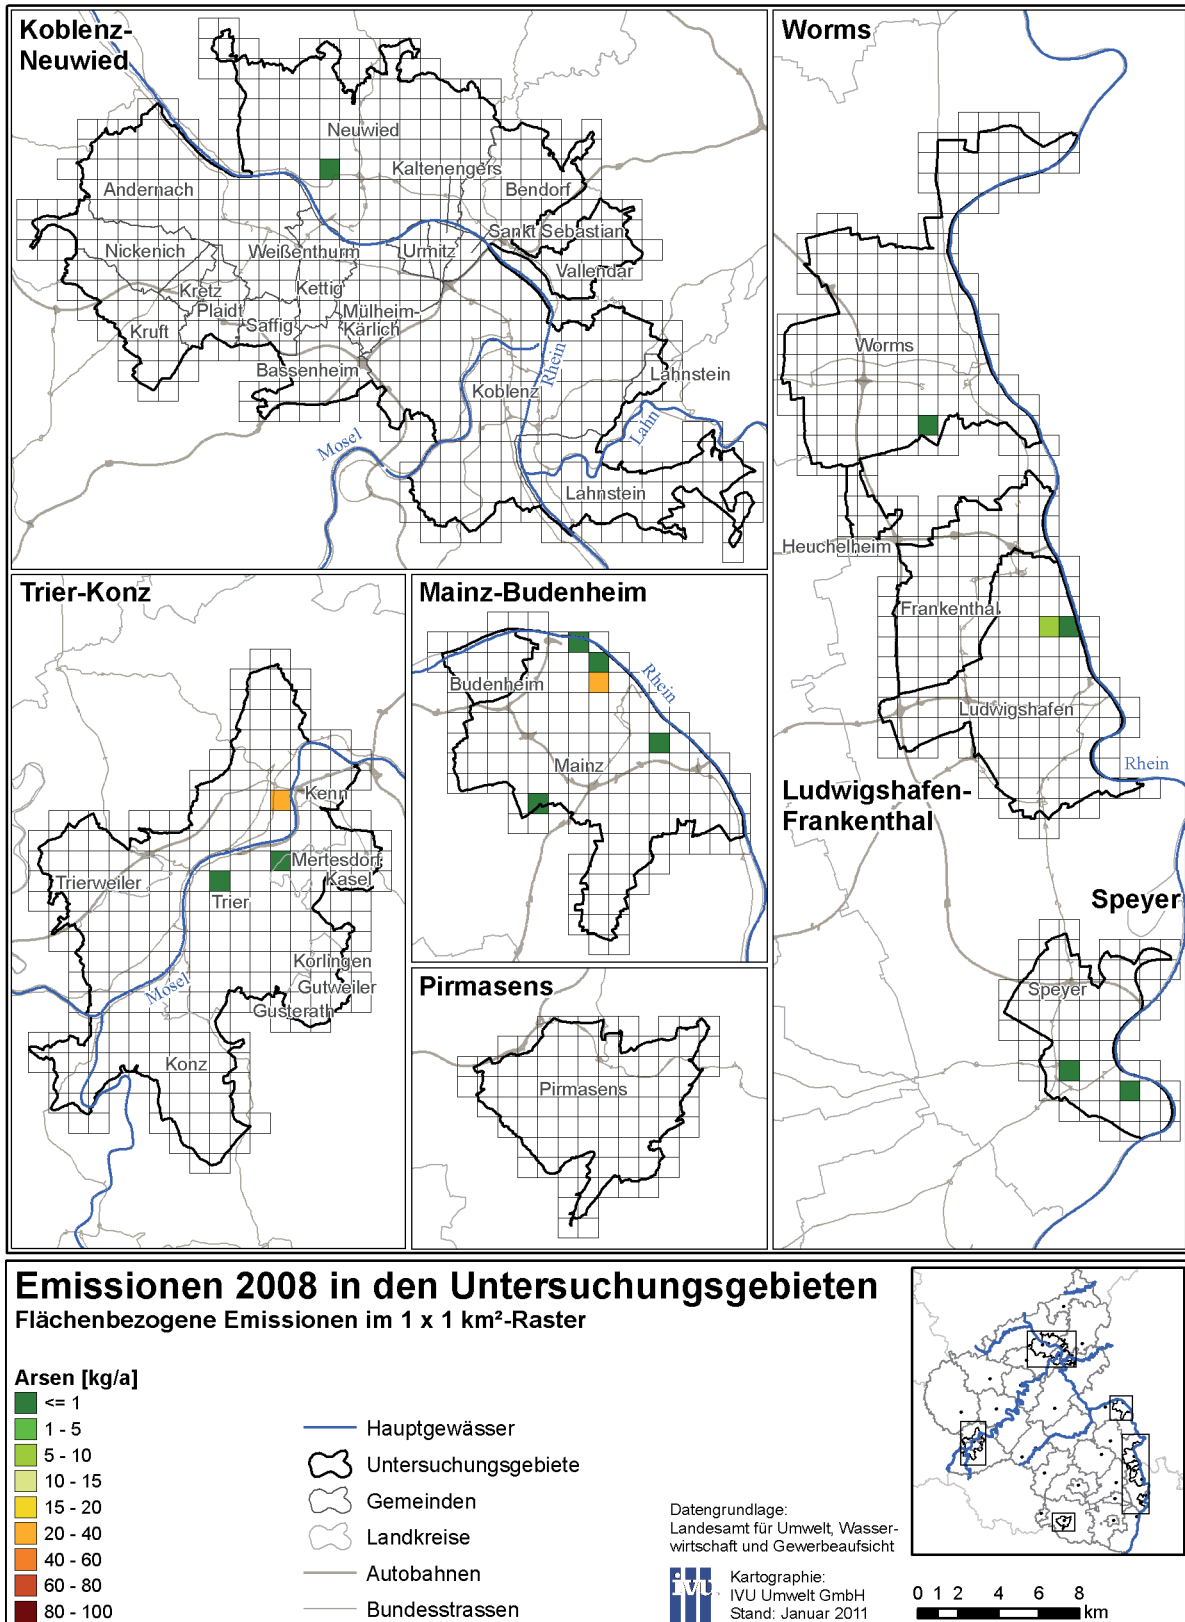 Koblenz-
Neuwied
Neuwied
Kaltenengers
Andernach
Bendorf
Sankt Sebastian
Nickenich
Weißenthurm
Urmitz
Vallendar
Kretz
Kettig
Plaidt
Mülheim-
Kärlich
Kruft
Saffig
Bassenheim
Rhein
Lahnstein
Koblenz
Mosel
Lahn
Lahnstein
Worms
Worms
Heuchelheim
Frankenthal
Ludwigshafen
Rhein
Ludwigshafen-
Frankenthal
Speyer
Speyer
Trier-Konz
Kenn
Mertesdorf
Kasel
Trierweiler
Trier
Korlingen
Gutweiler
Mosel
Gusterath
Konz
Mainz-Budenheim
Rhein
Budenheim
Mainz
Pirmasens
Pirmasens
Emissionen 2008 in den Untersuchungsgebieten
Flächenbezogene Emissionen im 1 x 1 km²-Raster
Arsen [kg/a]
<= 1
1 - 5
5 - 10
10 - 15
15 - 20
20 - 40
40 - 60
60 - 80
80 - 100
Hauptgewässer
Untersuchungsgebiete
Gemeinden
Landkreise
Autobahnen
Bundesstrassen
Datengrundlage:
Landesamt für Umwelt, Wasser-
wirtschaft und Gewerbeaufsicht
ivu
Kartographie:
IVU Umwelt GmbH
Stand: Januar 2011
0 1 2 4 6 8
km